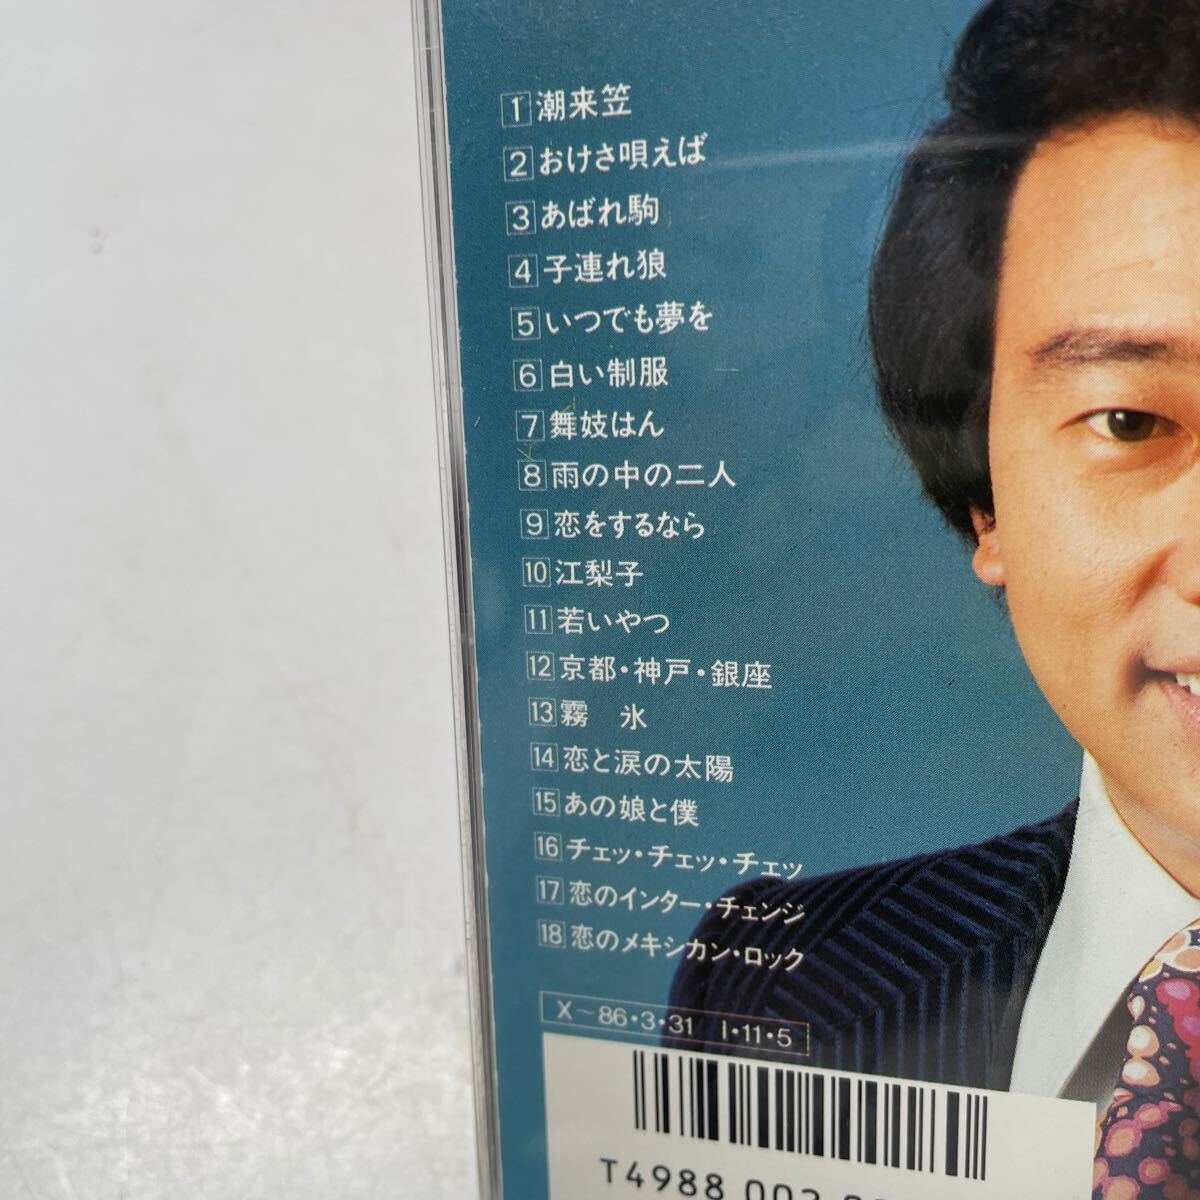 1 潮来笠
2 おけさ唄えば
3 あばれ駒
4 子連れ狼
5 いつでも夢を
6 白い制服
7 舞妓はん
8 雨の中の二人
9 恋をするなら
10 江梨子
11 若いやつ
12 京都・神戸・銀座
13 霧　氷
14 恋と涙の太陽
15 あの娘と僕
16 チェッ・チェッ・チェッ
17 恋のインター・チェンジ
18 恋のメキシカン・ロック
X～86・3・31 I・11・5
T4988 002